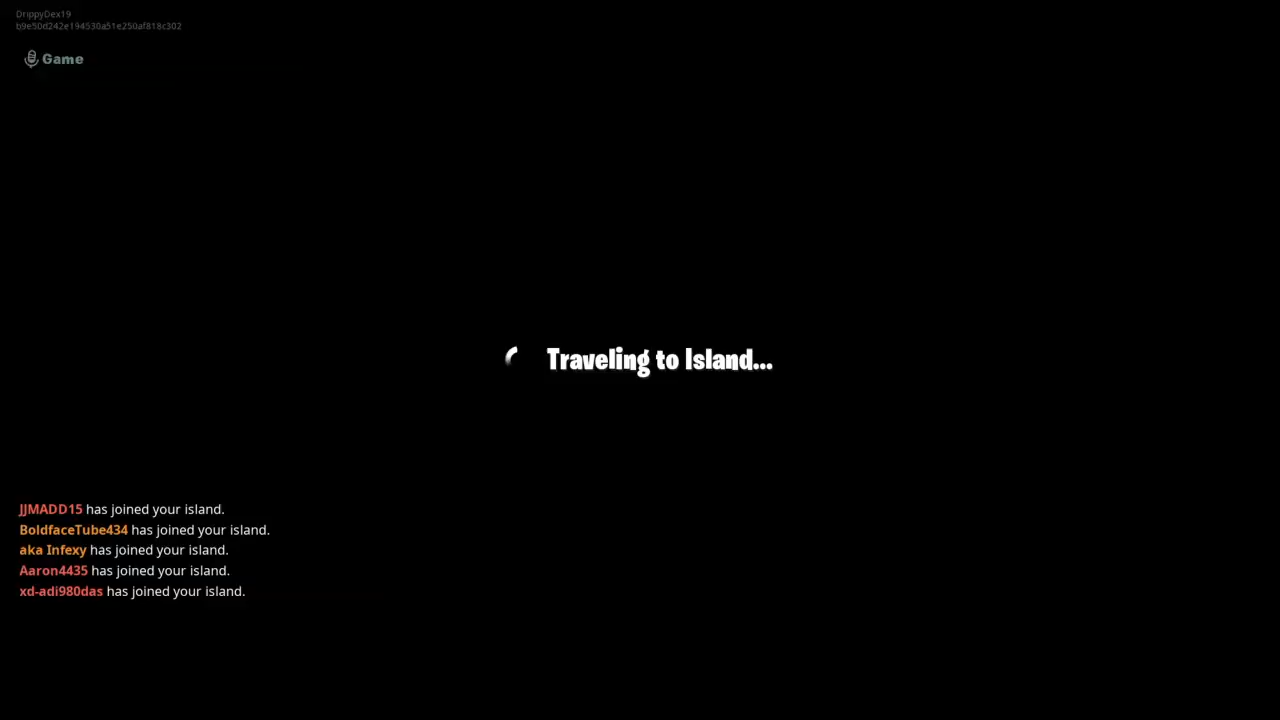 DrippyDex19
b9e50d242e194530a51e250af818c302
Game
Traveling to Island...
JJMADD15 has joined your island.
BoldfaceTube434 has joined your island.
aka Infexy has joined your island.
Aaron4435 has joined your island.
xd-adi980das has joined your island.